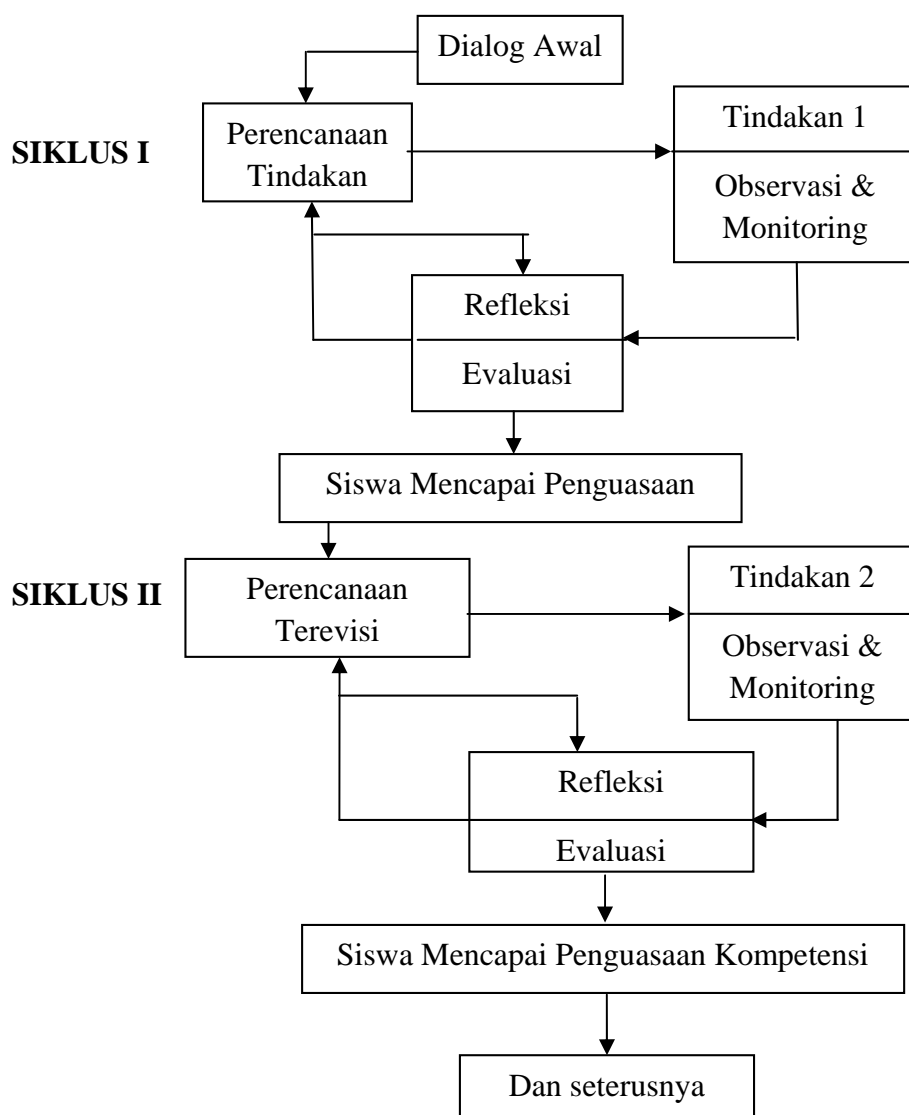 Dialog Awal
SIKLUS I
Perencanaan
Tindakan
Tindakan 1
Observasi &
Monitoring
Refleksi
Evaluasi
Siswa Mencapai Penguasaan
SIKLUS II
Perencanaan
Terevisi
Tindakan 2
Observasi &
Monitoring
Refleksi
Evaluasi
Siswa Mencapai Penguasaan Kompetensi
Dan seterusnya